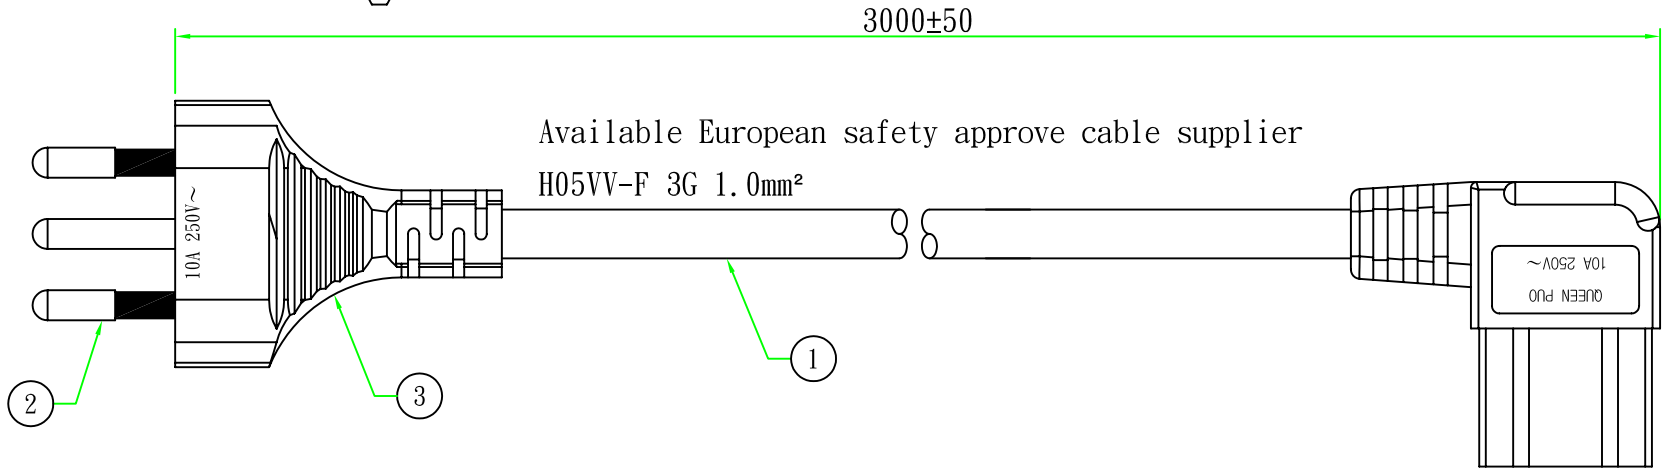 3000±50
Available European safety approve cable supplier
H05VV-F 3G 1.0mm²
10A 250V~
10A 250V~
QUEEN PUO
1
2
3